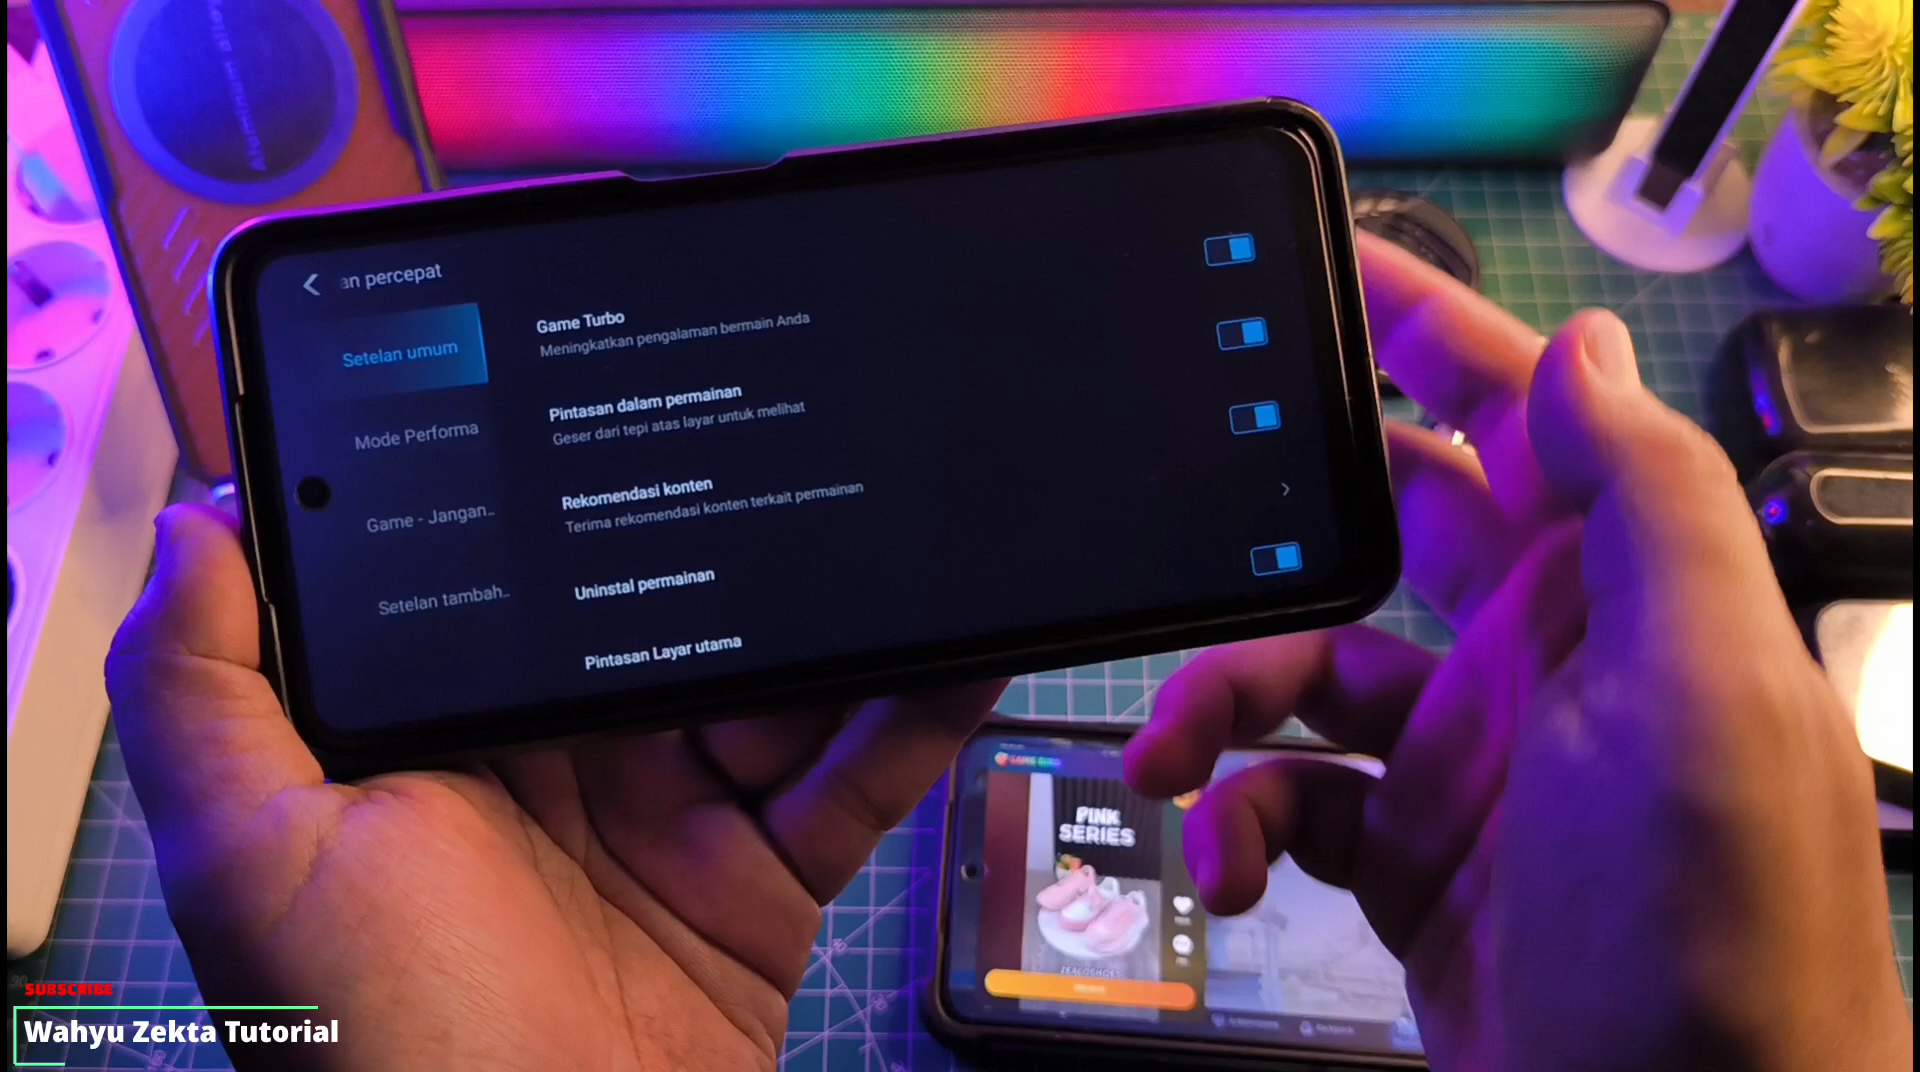 an percepat
Setelan umum
Mode Performa
Game - Jangan..
Setelan tambah..
Game Turbo
Meningkatkan pengalaman bermain Anda
Pintasan dalam permainan
Geser dari tepi atas layar untuk melihat
Rekomendasi konten
Terima rekomendasi konten terkait permainan
Uninstal permainan
Pintasan Layar utama
PINK
SERIES
ZEALOSHOES
SUBSCRIBE
Wahyu Zekta Tutorial